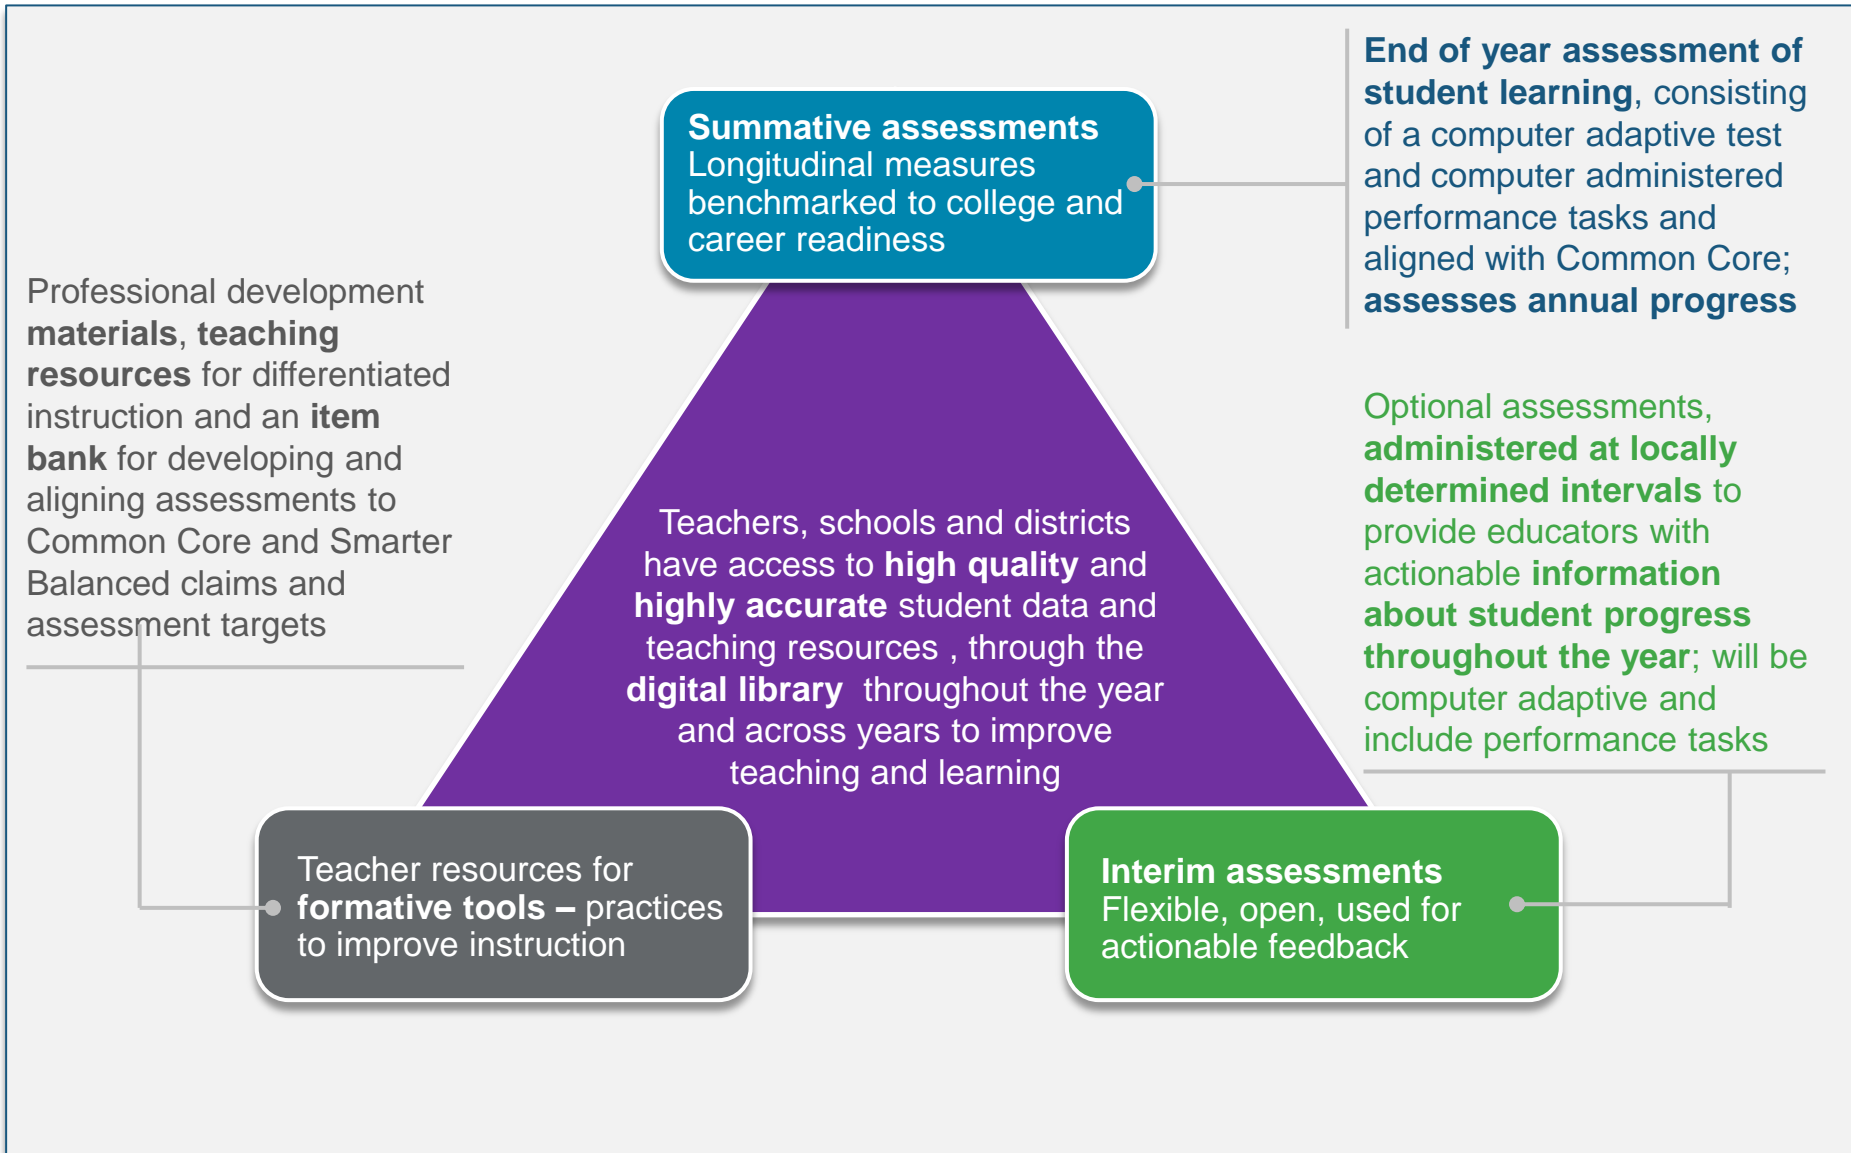 Summative assessments
Longitudinal measures
benchmarked to college and
career readiness
End of year assessment of
student learning, consisting
of a computer adaptive test
and computer administered
performance tasks and
aligned with Common Core;
assesses annual progress
Professional development
materials, teaching
resources for differentiated
instruction and an item
bank for developing and
aligning assessments to
Common Core and Smarter
Balanced claims and
assessment targets
Teachers, schools and districts
have access to high quality and
highly accurate student data and
teaching resources , through the
digital library  throughout the year
and across years to improve
teaching and learning
Optional assessments,
administered at locally
determined intervals to
provide educators with
actionable information
about student progress
throughout the year; will be
computer adaptive and
include performance tasks
Teacher resources for
formative tools – practices
to improve instruction
Interim assessments
Flexible, open, used for
actionable feedback